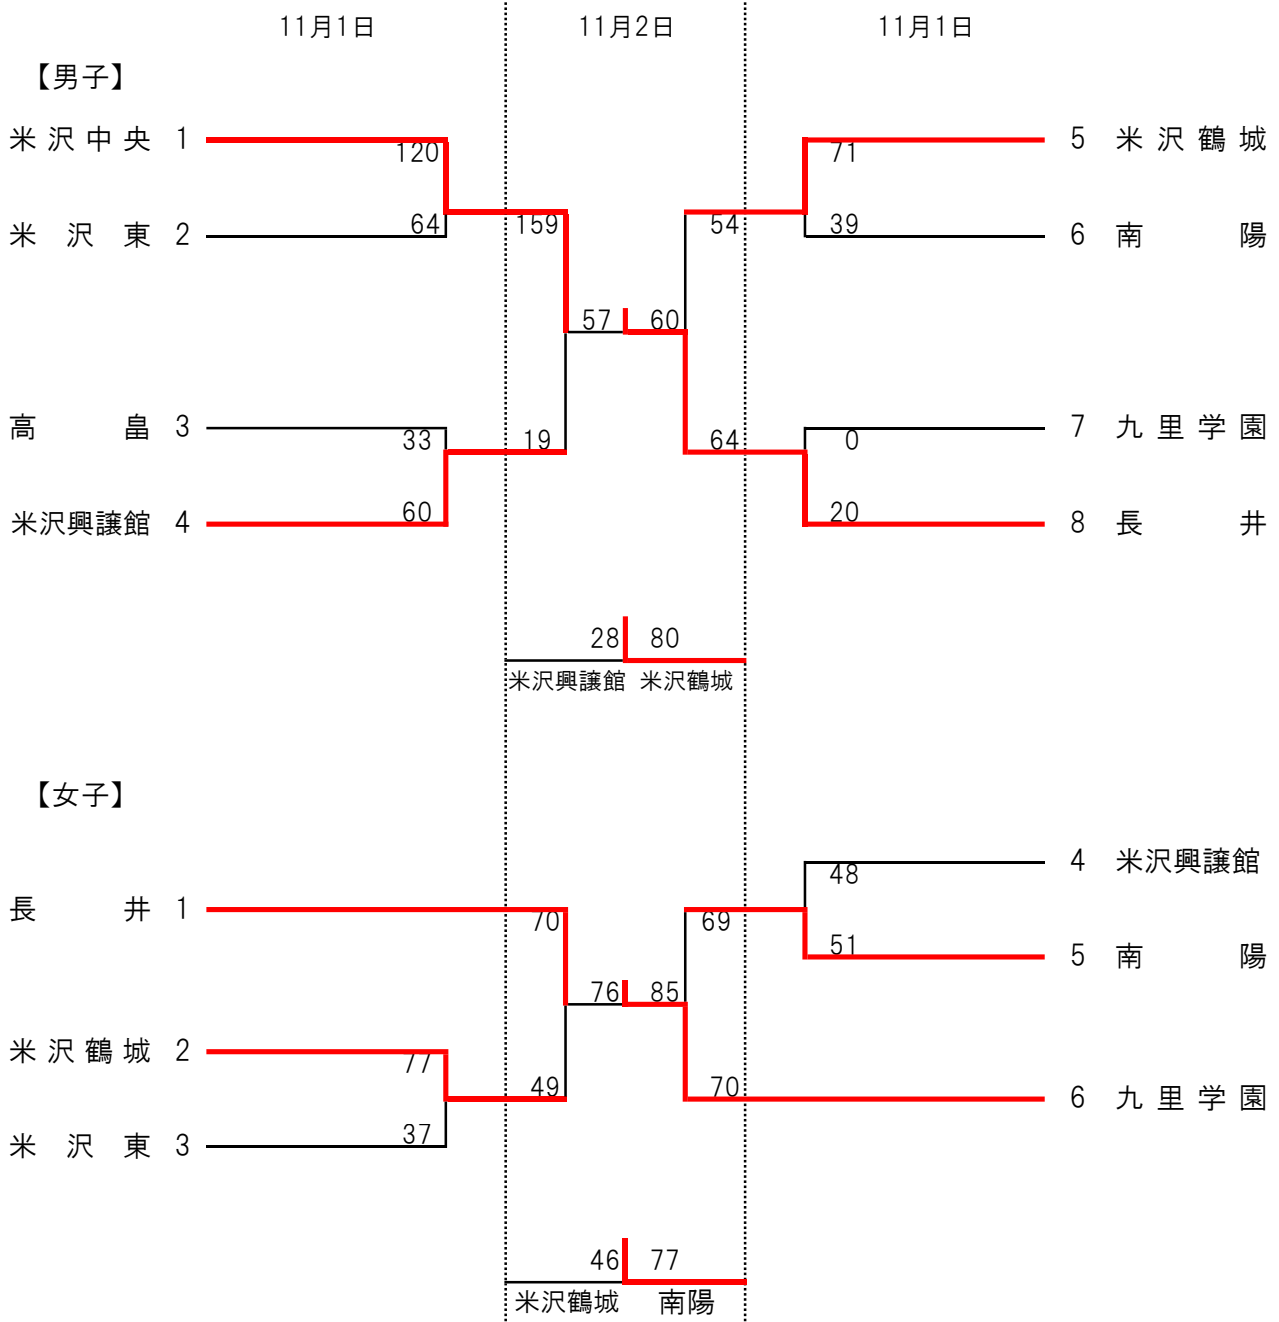 11月1日 11月2日 11月1日
【男子】
米沢中央 1 120 71 5 米沢鶴城
米沢東 2 64 159 54 39 6 南陽
57 60
高畠 3 33 19 64 0 7 九里学園
米沢興譲館 4 60 20 8 長井
28 80
米沢興譲館 米沢鶴城
【女子】
48 4 米沢興譲館
長井 1 70 69
51 5 南陽
76 85
米沢鶴城 2 77
49 70 6 九里学園
米沢東 3 37
46 77
米沢鶴城 南陽